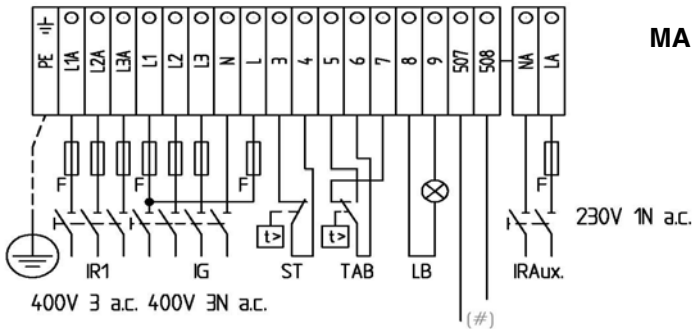 MA
PE L1A L2A L3A L1 L2 L3 N L 3 4 5 6 7 8 9 507 508 NA LA
F F F F
t> t>
230V 1N a.c.
IR1 IG ST TAB LB IRAux.
400V 3 a.c. 400V 3N a.c.
(#)